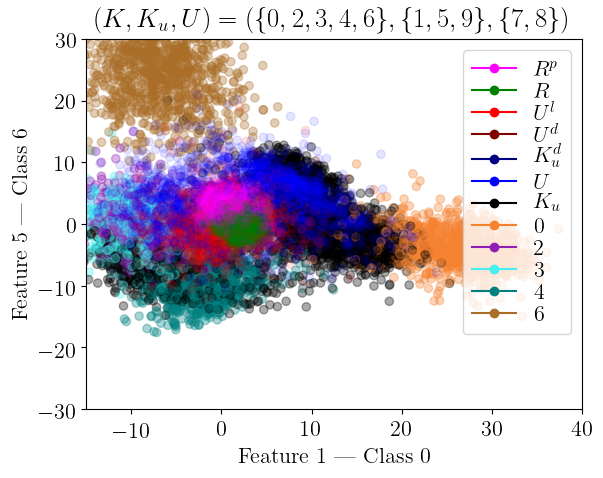 (K, K_u, U) = ({0, 2, 3, 4, 6}, {1, 5, 9}, {7, 8})
30
20
10
0
−10
−20
−30
Feature 5 — Class 6
R^p
R
U^l
U^d
K_u^d
U
K_u
0
2
3
4
6
−10
0
10
20
30
40
Feature 1 — Class 0